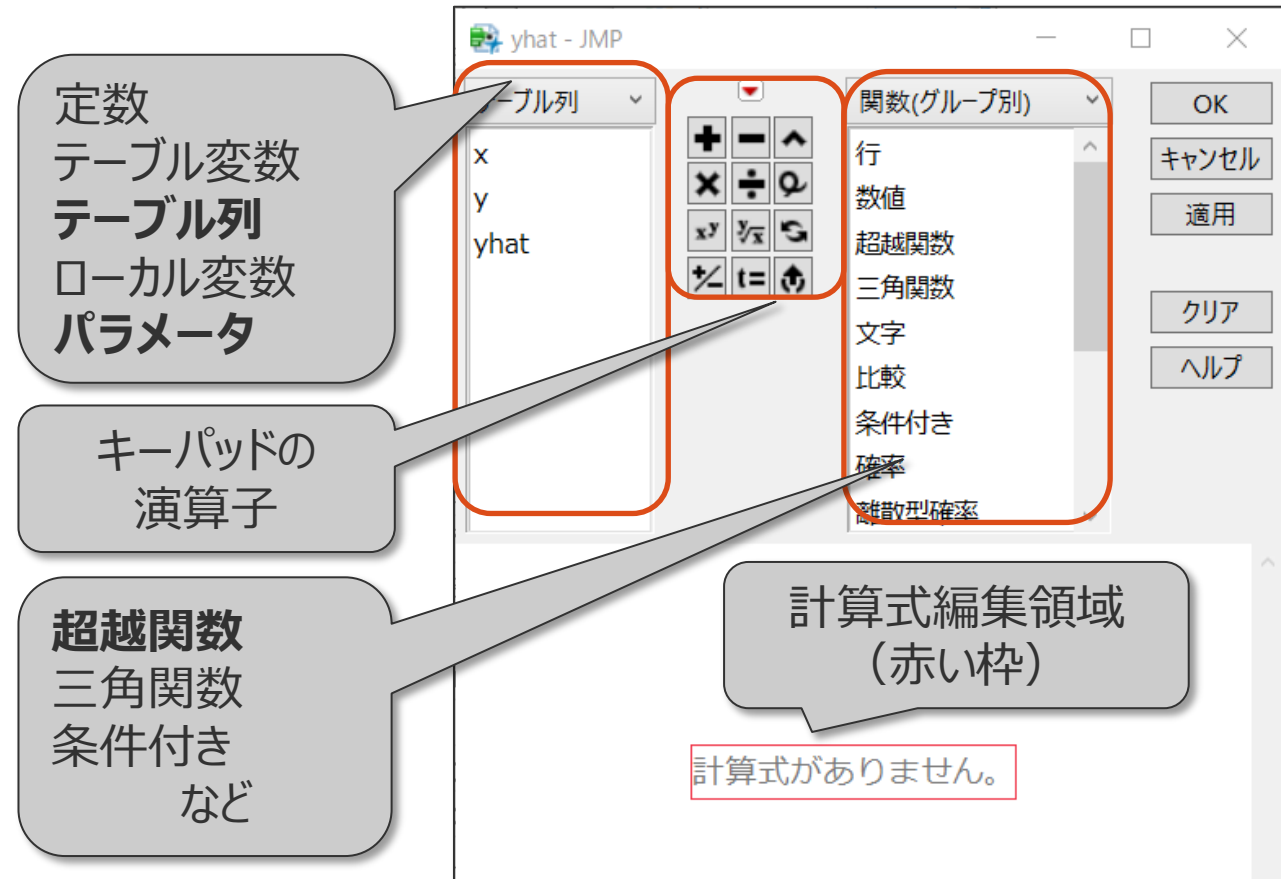 yhat - JMP
定数
テーブル変数
テーブル列
ローカル変数
パラメータ
キーパッドの
演算子
超越関数
三角関数
条件付き
など
ーブル列
x
y
yhat
xy
y√x
+/-
t=
関数(グループ別)
行
数値
超越関数
三角関数
文字
比較
条件付き
確率
離散型確率
OK
キャンセル
適用
クリア
ヘルプ
計算式編集領域
（赤い枠）
計算式がありません。